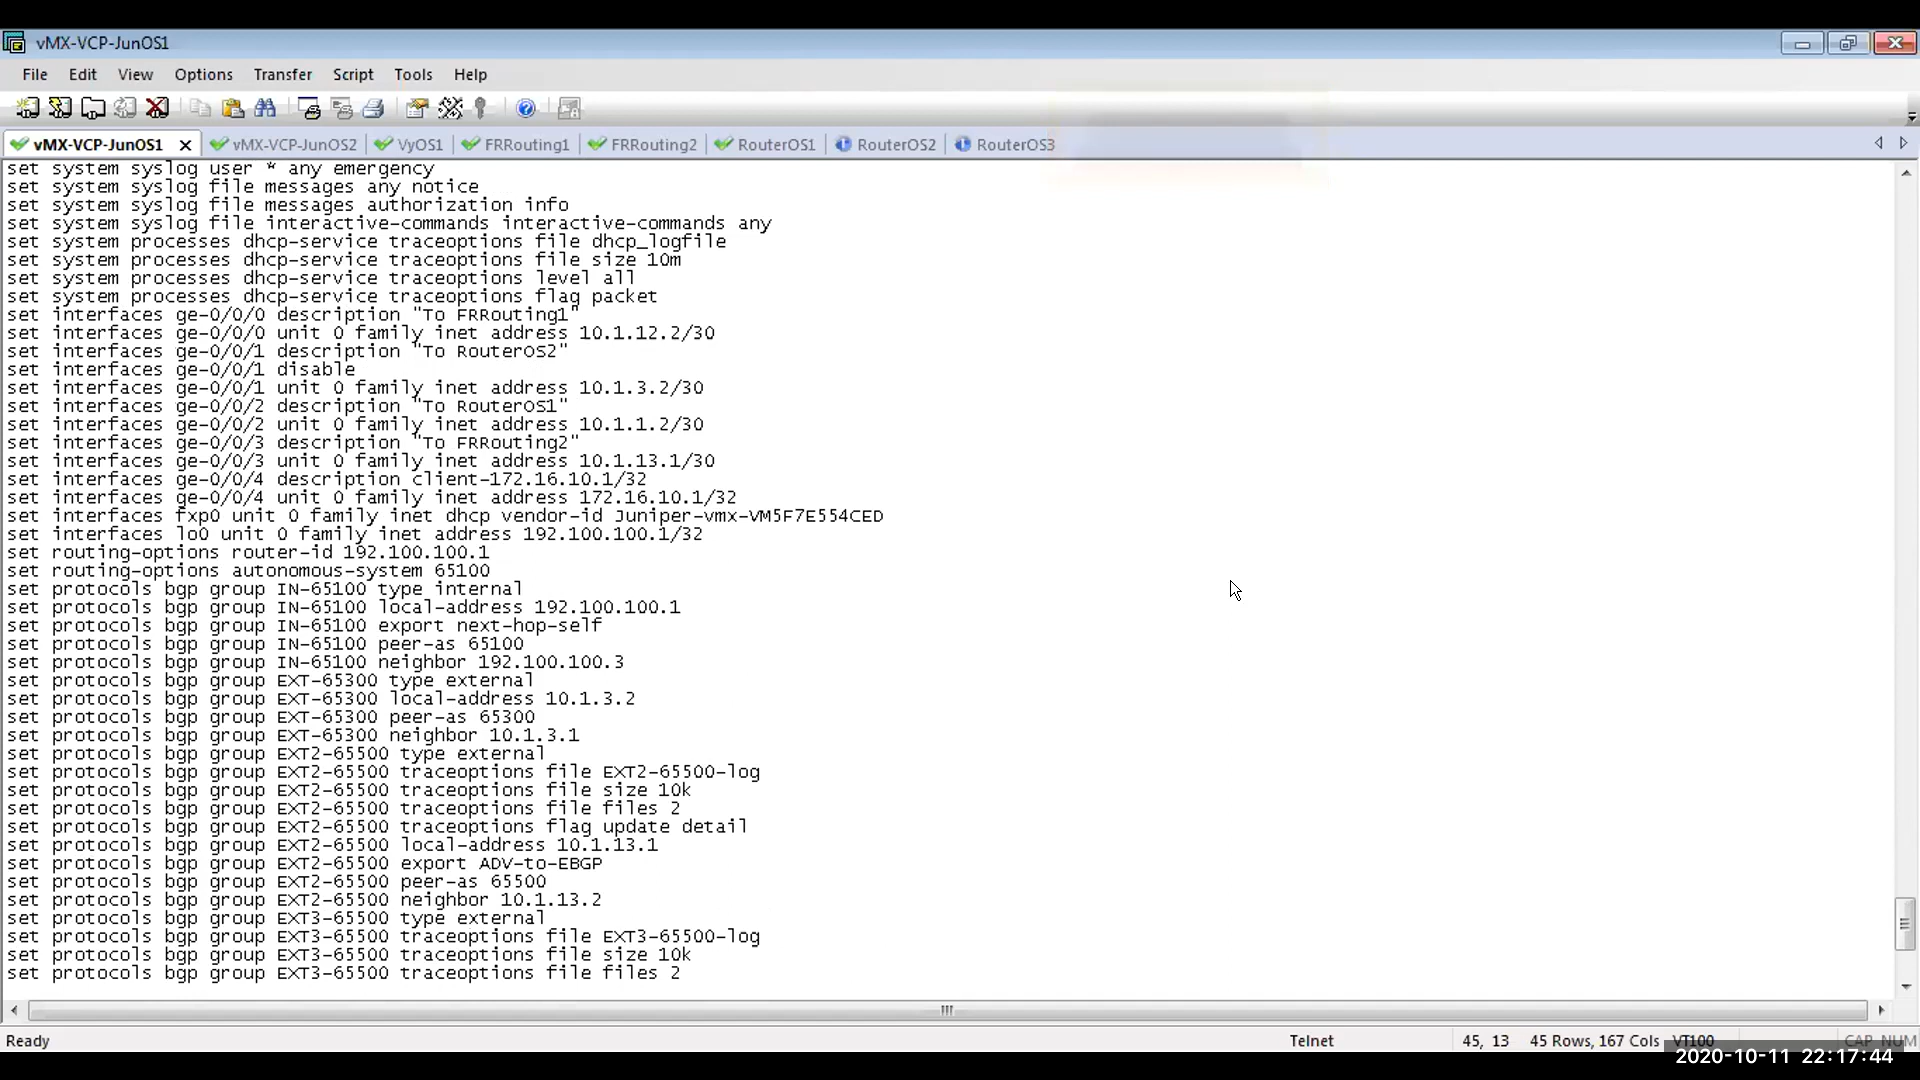 vMX-VCP-JunOS1
File Edit View Options Transfer Script Tools Help
vMX-VCP-JunOS1 vMX-VCP-JunOS2 VyOS1 FRRouting1 FRRouting2 RouterOS1 RouterOS2 RouterOS3
set system syslog user * any emergency
set system syslog file messages any notice
set system syslog file messages authorization info
set system syslog file interactive-commands interactive-commands any
set system processes dhcp-service traceoptions file dhcp_logfile
set system processes dhcp-service traceoptions file size 10m
set system processes dhcp-service traceoptions level all
set system processes dhcp-service traceoptions flag packet
set interfaces ge-0/0/0 description "To FRRouting1"
set interfaces ge-0/0/0 unit 0 family inet address 10.1.12.2/30
set interfaces ge-0/0/1 description "To RouterOS2"
set interfaces ge-0/0/1 disable
set interfaces ge-0/0/1 unit 0 family inet address 10.1.3.2/30
set interfaces ge-0/0/2 description "To RouterOS1"
set interfaces ge-0/0/2 unit 0 family inet address 10.1.1.2/30
set interfaces ge-0/0/3 description "To FRRouting2"
set interfaces ge-0/0/3 unit 0 family inet address 10.1.13.1/30
set interfaces ge-0/0/4 description client-172.16.10.1/32
set interfaces ge-0/0/4 unit 0 family inet address 172.16.10.1/32
set interfaces fxp0 unit 0 family inet dhcp vendor-id Juniper-vmx-VM5F7E554CED
set interfaces lo0 unit 0 family inet address 192.100.100.1/32
set routing-options router-id 192.100.100.1
set routing-options autonomous-system 65100
set protocols bgp group IN-65100 type internal
set protocols bgp group IN-65100 local-address 192.100.100.1
set protocols bgp group IN-65100 export next-hop-self
set protocols bgp group IN-65100 peer-as 65100
set protocols bgp group IN-65100 neighbor 192.100.100.3
set protocols bgp group EXT-65300 type external
set protocols bgp group EXT-65300 local-address 10.1.3.2
set protocols bgp group EXT-65300 peer-as 65300
set protocols bgp group EXT-65300 neighbor 10.1.3.1
set protocols bgp group EXT2-65500 type external
set protocols bgp group EXT2-65500 traceoptions file EXT2-65500-log
set protocols bgp group EXT2-65500 traceoptions file size 10k
set protocols bgp group EXT2-65500 traceoptions file files 2
set protocols bgp group EXT2-65500 traceoptions flag update detail
set protocols bgp group EXT2-65500 local-address 10.1.13.1
set protocols bgp group EXT2-65500 export ADV-to-EBGP
set protocols bgp group EXT2-65500 peer-as 65500
set protocols bgp group EXT2-65500 neighbor 10.1.13.2
set protocols bgp group EXT3-65500 type external
set protocols bgp group EXT3-65500 traceoptions file EXT3-65500-log
set protocols bgp group EXT3-65500 traceoptions file size 10k
set protocols bgp group EXT3-65500 traceoptions file files 2
Ready Telnet 45, 13 45 Rows, 167 Cols VT100 CAP NUM
2020-10-11 22:17:44